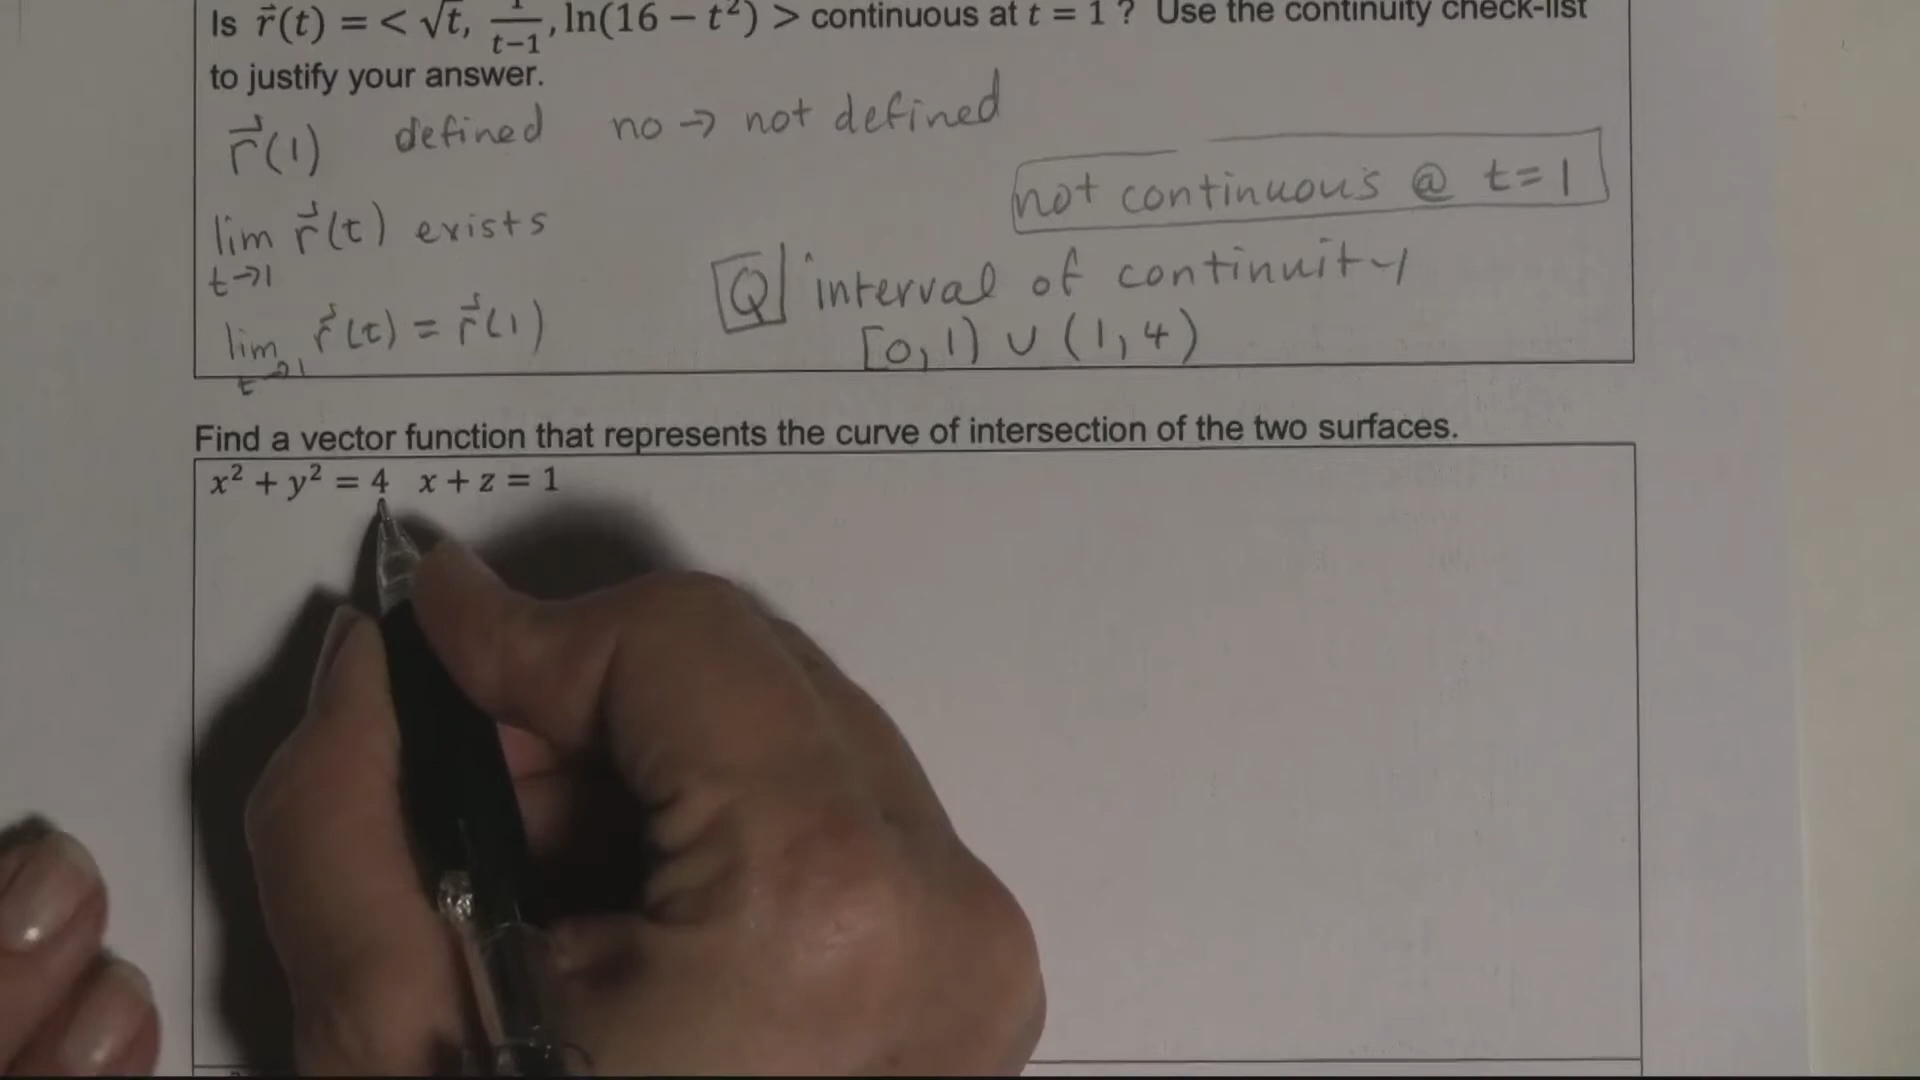 Is r⃗(t) = < √t, 1/(t−1), ln(16 − t²) > continuous at t = 1 ? Use the continuity check-list
to justify your answer.
r⃗(1) defined no → not defined
not continuous @ t=1
lim t→1 r⃗(t) exists
Q interval of continuity
lim t→1 r⃗(t) = r⃗(1)
[0,1) ∪ (1,4)
Find a vector function that represents the curve of intersection of the two surfaces.
x² + y² = 4 x + z = 1